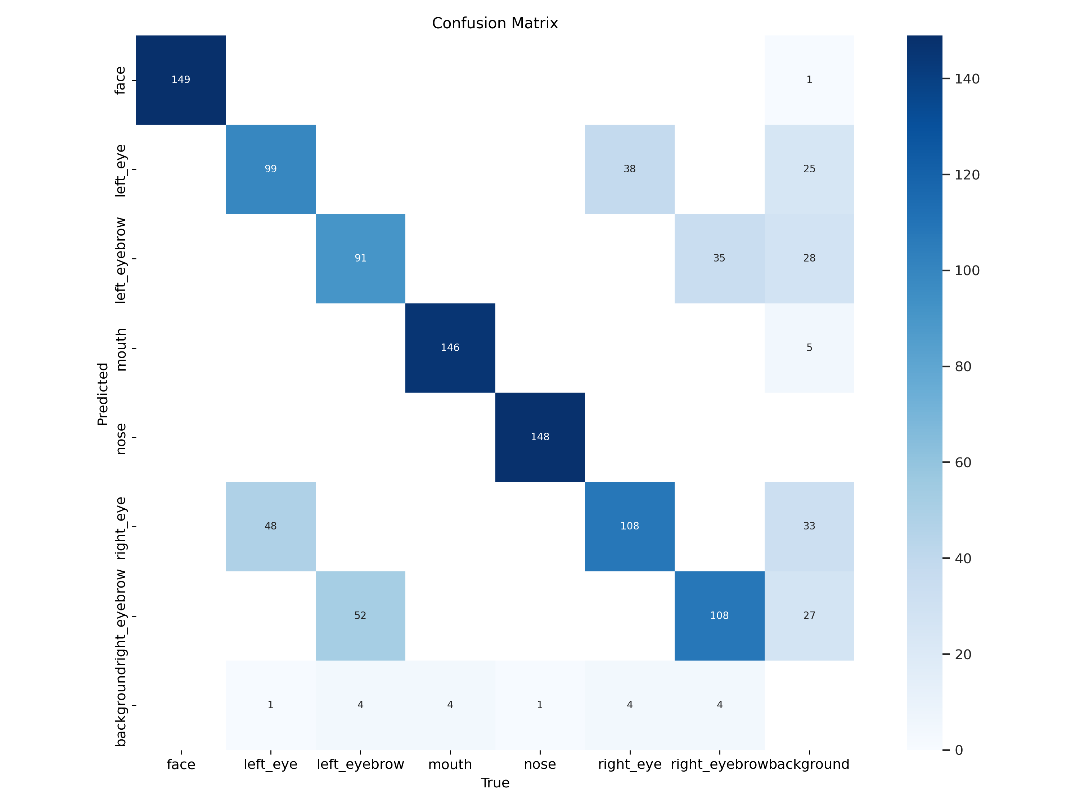 Confusion Matrix
face
149
1
140
left_eye
99
38
25
120
left_eyebrow
91
35
28
100
mouth
146
5
80
Predicted
nose
148
60
right_eye
48
108
33
40
right_eyebrow
52
108
27
20
background
1
4
4
1
4
4
0
face left_eye left_eyebrow mouth nose right_eye right_eyebrow background
True